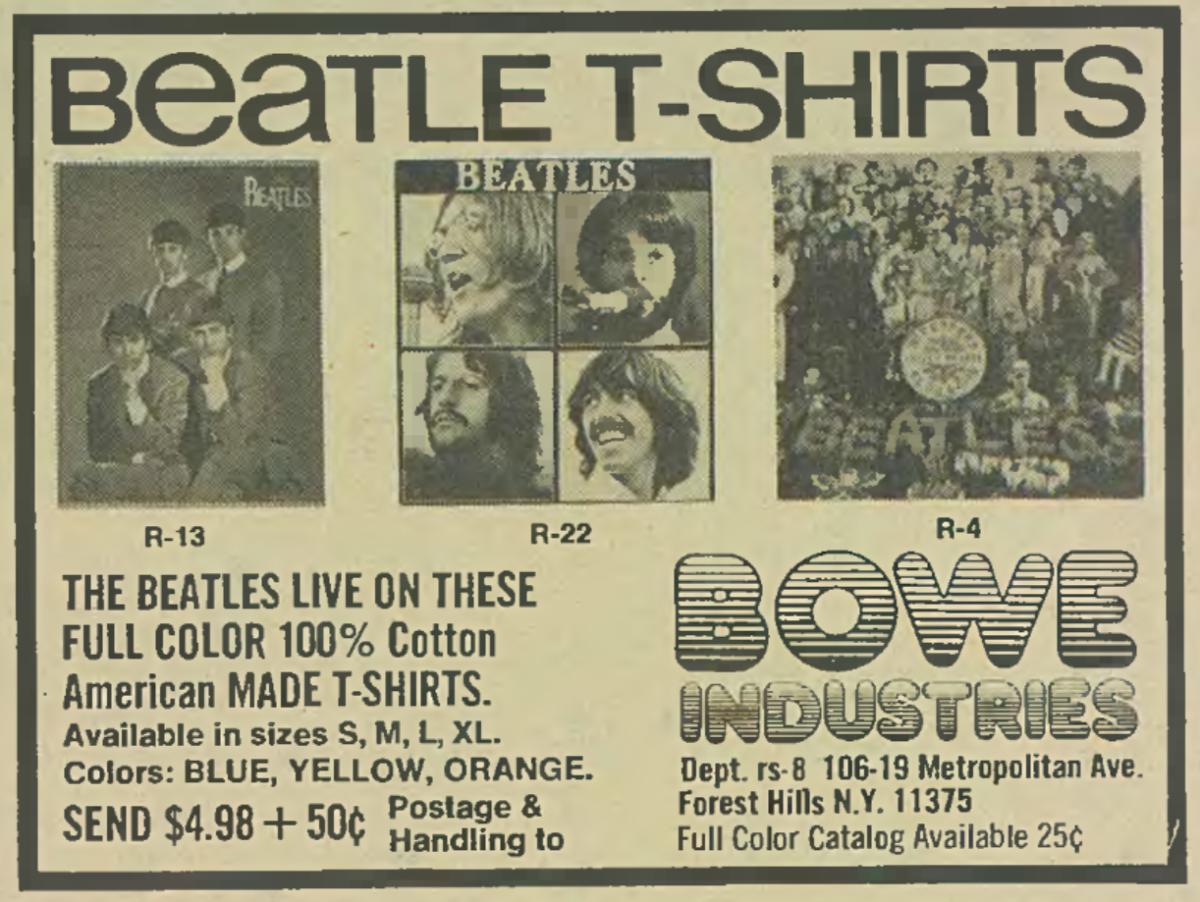 BeaTLE T-SHIRTS
BEATLES
BEATLES
BEATLES
R-13
R-22
R-4
THE BEATLES LIVE ON THESE
FULL COLOR 100% Cotton
American MADE T-SHIRTS.
Available in sizes S, M, L, XL.
Colors: BLUE, YELLOW, ORANGE.
SEND $4.98 + 50¢ Postage &
Handling to
BOWE
INDUSTRIES
Dept. rs-8 106-19 Metropolitan Ave.
Forest Hills N.Y. 11375
Full Color Catalog Available 25¢